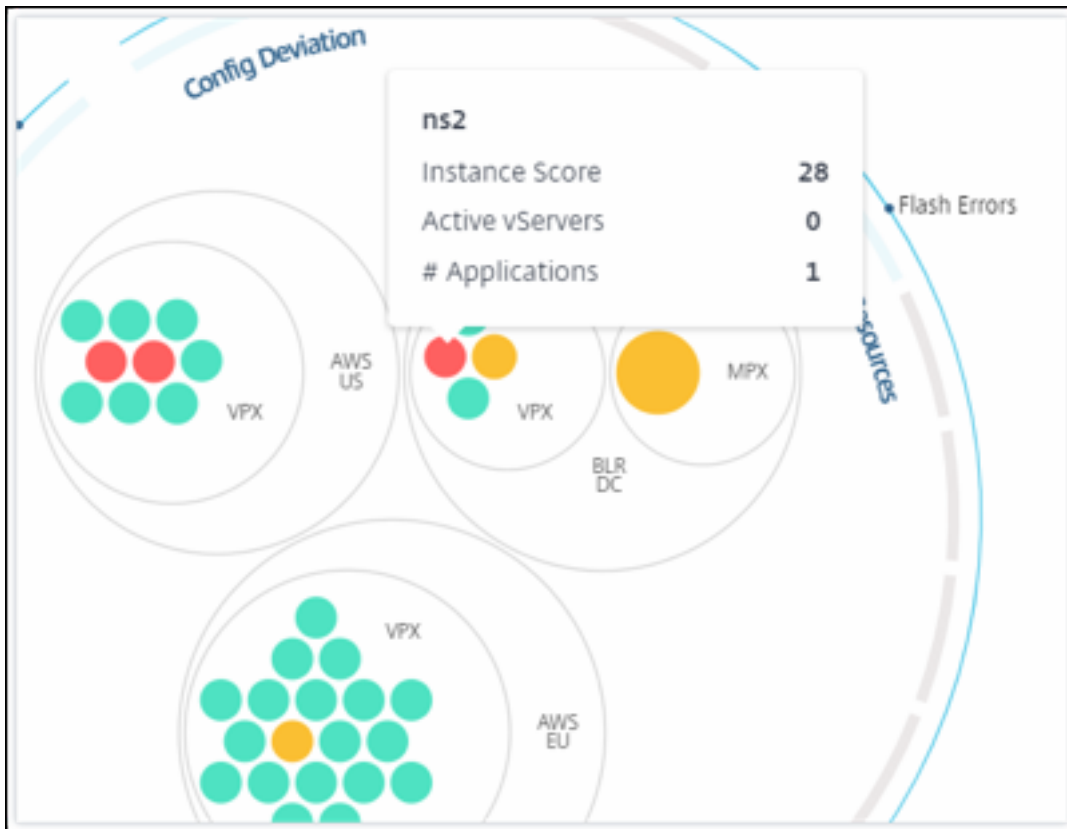 Config Deviation
ns2
Instance Score 28
Active vServers 0
# Applications 1
Flash Errors
AWS
US
VPX
VPX
MPX
BLR
DC
VPX
AWS
EU